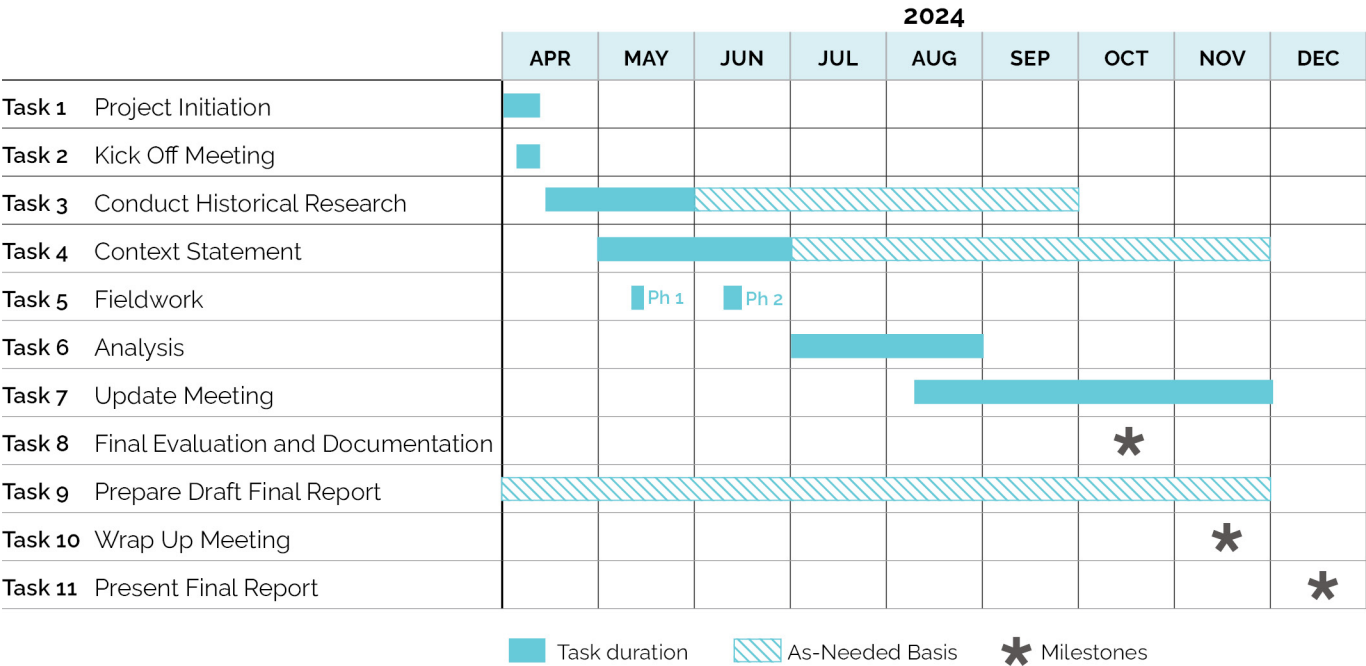 2024
APR MAY JUN JUL AUG SEP OCT NOV DEC
Task 1 Project Initiation
Task 2 Kick Off Meeting
Task 3 Conduct Historical Research
Task 4 Context Statement
Task 5 Fieldwork Ph 1 Ph 2
Task 6 Analysis
Task 7 Update Meeting
Task 8 Final Evaluation and Documentation
Task 9 Prepare Draft Final Report
Task 10 Wrap Up Meeting
Task 11 Present Final Report
Task duration As-Needed Basis Milestones